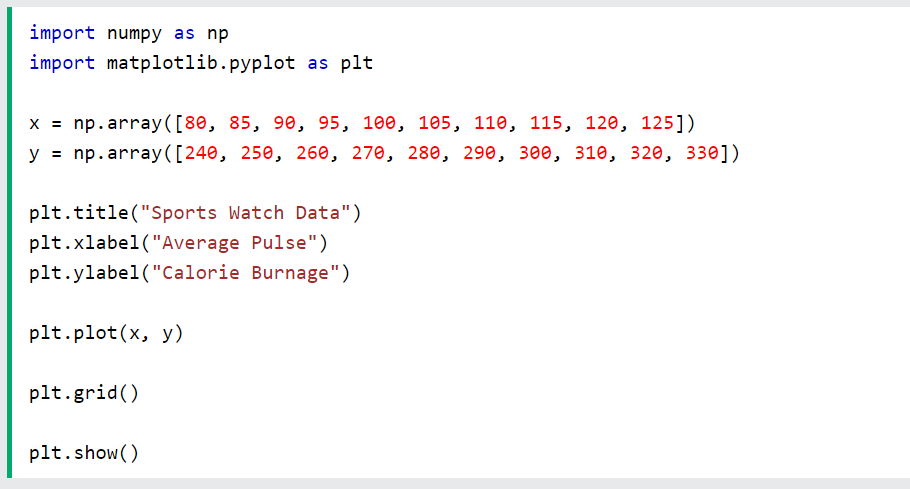 import numpy as np
import matplotlib.pyplot as plt
x = np.array([80, 85, 90, 95, 100, 105, 110, 115, 120, 125])
y = np.array([240, 250, 260, 270, 280, 290, 300, 310, 320, 330])
plt.title("Sports Watch Data")
plt.xlabel("Average Pulse")
plt.ylabel("Calorie Burnage")
plt.plot(x, y)
plt.grid()
plt.show()